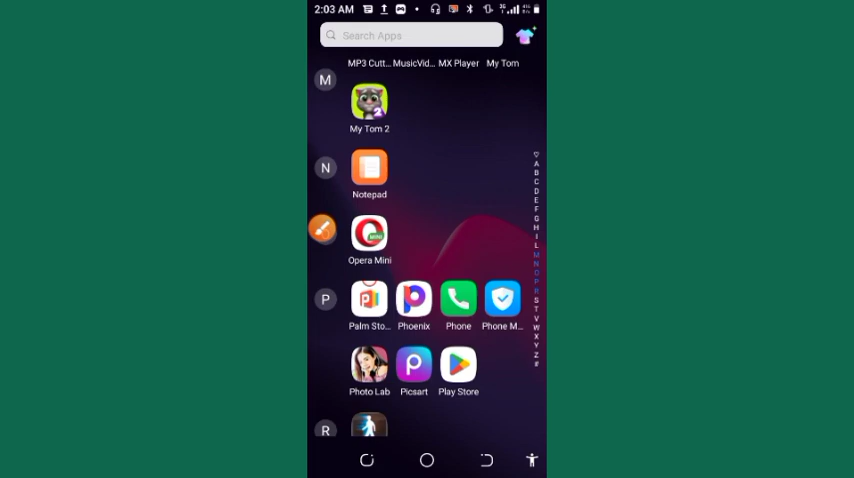 2:03 AM
Search Apps
MP3 Cutt... MusicVid... MX Player My Tom
M
My Tom 2
N
Notepad
Opera Mini
P
Palm Sto... Phoenix Phone Phone M...
Photo Lab Picsart Play Store
R
A
B
C
D
E
F
G
H
I
L
M
N
O
P
R
S
T
V
W
X
Y
Z
#